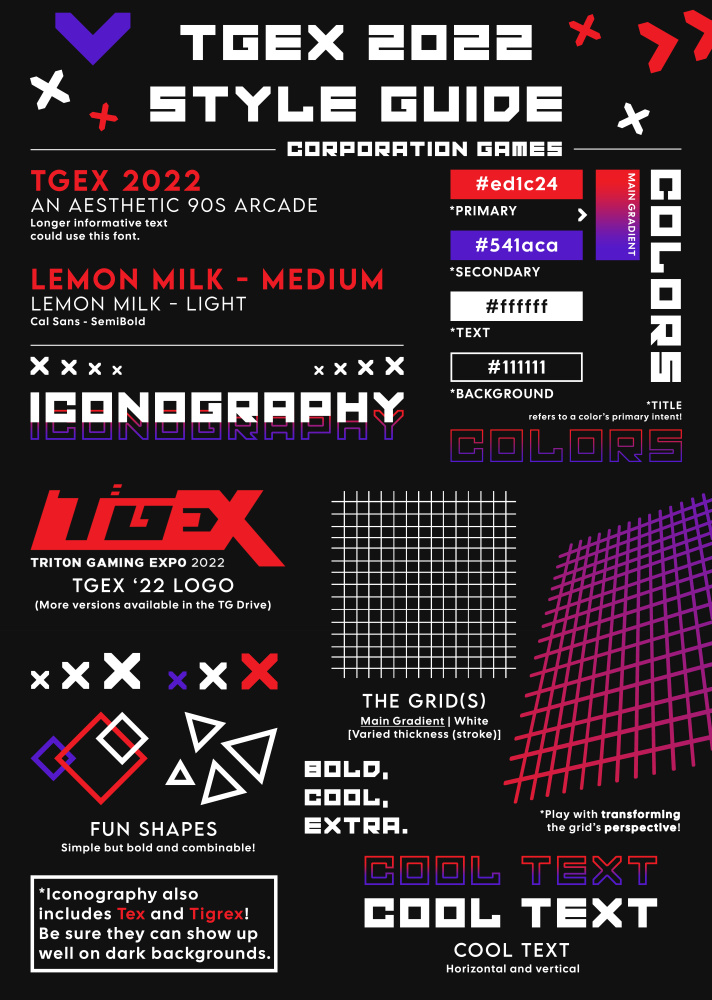 TGEX 2022
STYLE GUIDE
CORPORATION GAMES
TGEX 2022
AN AESTHETIC 90S ARCADE
Longer informative text
could use this font.
LEMON MILK - MEDIUM
LEMON MILK - LIGHT
Cal Sans - SemiBold
#ed1c24
*PRIMARY
#541aca
*SECONDARY
#ffffff
*TEXT
#111111
*BACKGROUND
MAIN GRADIENT
COLORS
*TITLE
refers to a color's primary intent!
COLORS
ICONOGRAPHY
ICONOGRAPHY
TGEX
TRITON GAMING EXPO 2022
TGEX ‘22 LOGO
(More versions available in the TG Drive)
THE GRID(S)
Main Gradient | White
[Varied thickness (stroke)]
*Play with transforming
the grid's perspective!
FUN SHAPES
Simple but bold and combinable!
BOLD,
COOL,
EXTRA.
*Iconography also
includes Tex and Tigrex!
Be sure they can show up
well on dark backgrounds.
COOL TEXT
COOL TEXT
COOL TEXT
Horizontal and vertical